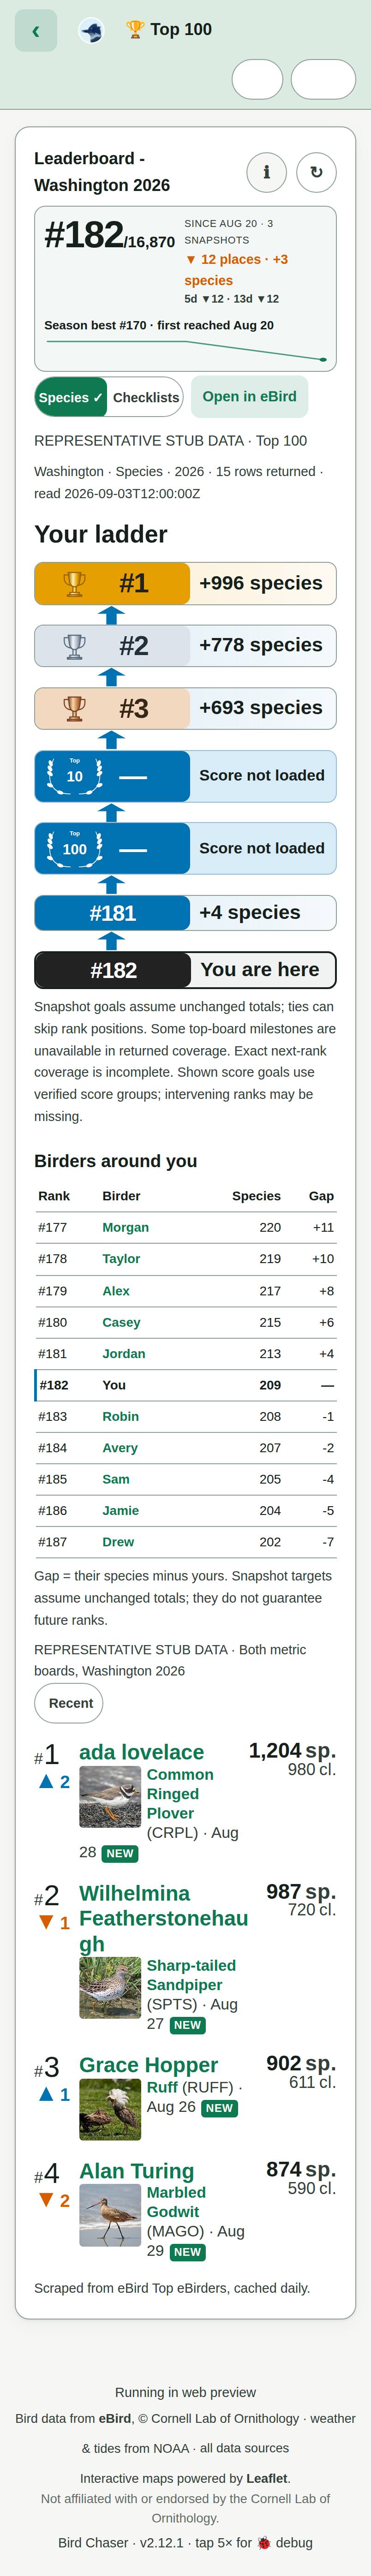 ‹ 🏆 Top 100
Leaderboard -
Washington 2026
ℹ ↻
#182/16,870
SINCE AUG 20 · 3
SNAPSHOTS
▼ 12 places · +3
species
5d ▼12 · 13d ▼12
Season best #170 · first reached Aug 20
Species ✓ Checklists Open in eBird
REPRESENTATIVE STUB DATA · Top 100
Washington · Species · 2026 · 15 rows returned ·
read 2026-09-03T12:00:00Z
Your ladder
#1 +996 species
#2 +778 species
#3 +693 species
Top
10 — Score not loaded
Top
100 — Score not loaded
#181 +4 species
#182 You are here
Snapshot goals assume unchanged totals; ties can
skip rank positions. Some top-board milestones are
unavailable in returned coverage. Exact next-rank
coverage is incomplete. Shown score goals use
verified score groups; intervening ranks may be
missing.
Birders around you
Rank Birder Species Gap
#177 Morgan 220 +11
#178 Taylor 219 +10
#179 Alex 217 +8
#180 Casey 215 +6
#181 Jordan 213 +4
#182 You 209 —
#183 Robin 208 -1
#184 Avery 207 -2
#185 Sam 205 -4
#186 Jamie 204 -5
#187 Drew 202 -7
Gap = their species minus yours. Snapshot targets
assume unchanged totals; they do not guarantee
future ranks.
REPRESENTATIVE STUB DATA · Both metric
boards, Washington 2026
Recent
#1 ada lovelace 1,204 sp.
▲ 2 980 cl.
Common
Ringed
Plover
(CRPL) · Aug
28 NEW
#2 Wilhelmina 987 sp.
▼ 1 Featherstonehau 720 cl.
gh
Sharp-tailed
Sandpiper
(SPTS) · Aug
27 NEW
#3 Grace Hopper 902 sp.
▲ 1 611 cl.
Ruff (RUFF) ·
Aug 26 NEW
#4 Alan Turing 874 sp.
▼ 2 590 cl.
Marbled
Godwit
(MAGO) · Aug
29 NEW
Scraped from eBird Top eBirders, cached daily.
Running in web preview
Bird data from eBird, © Cornell Lab of Ornithology · weather
& tides from NOAA · all data sources
Interactive maps powered by Leaflet.
Not affiliated with or endorsed by the Cornell Lab of
Ornithology.
Bird Chaser · v2.12.1 · tap 5× for 🐞 debug